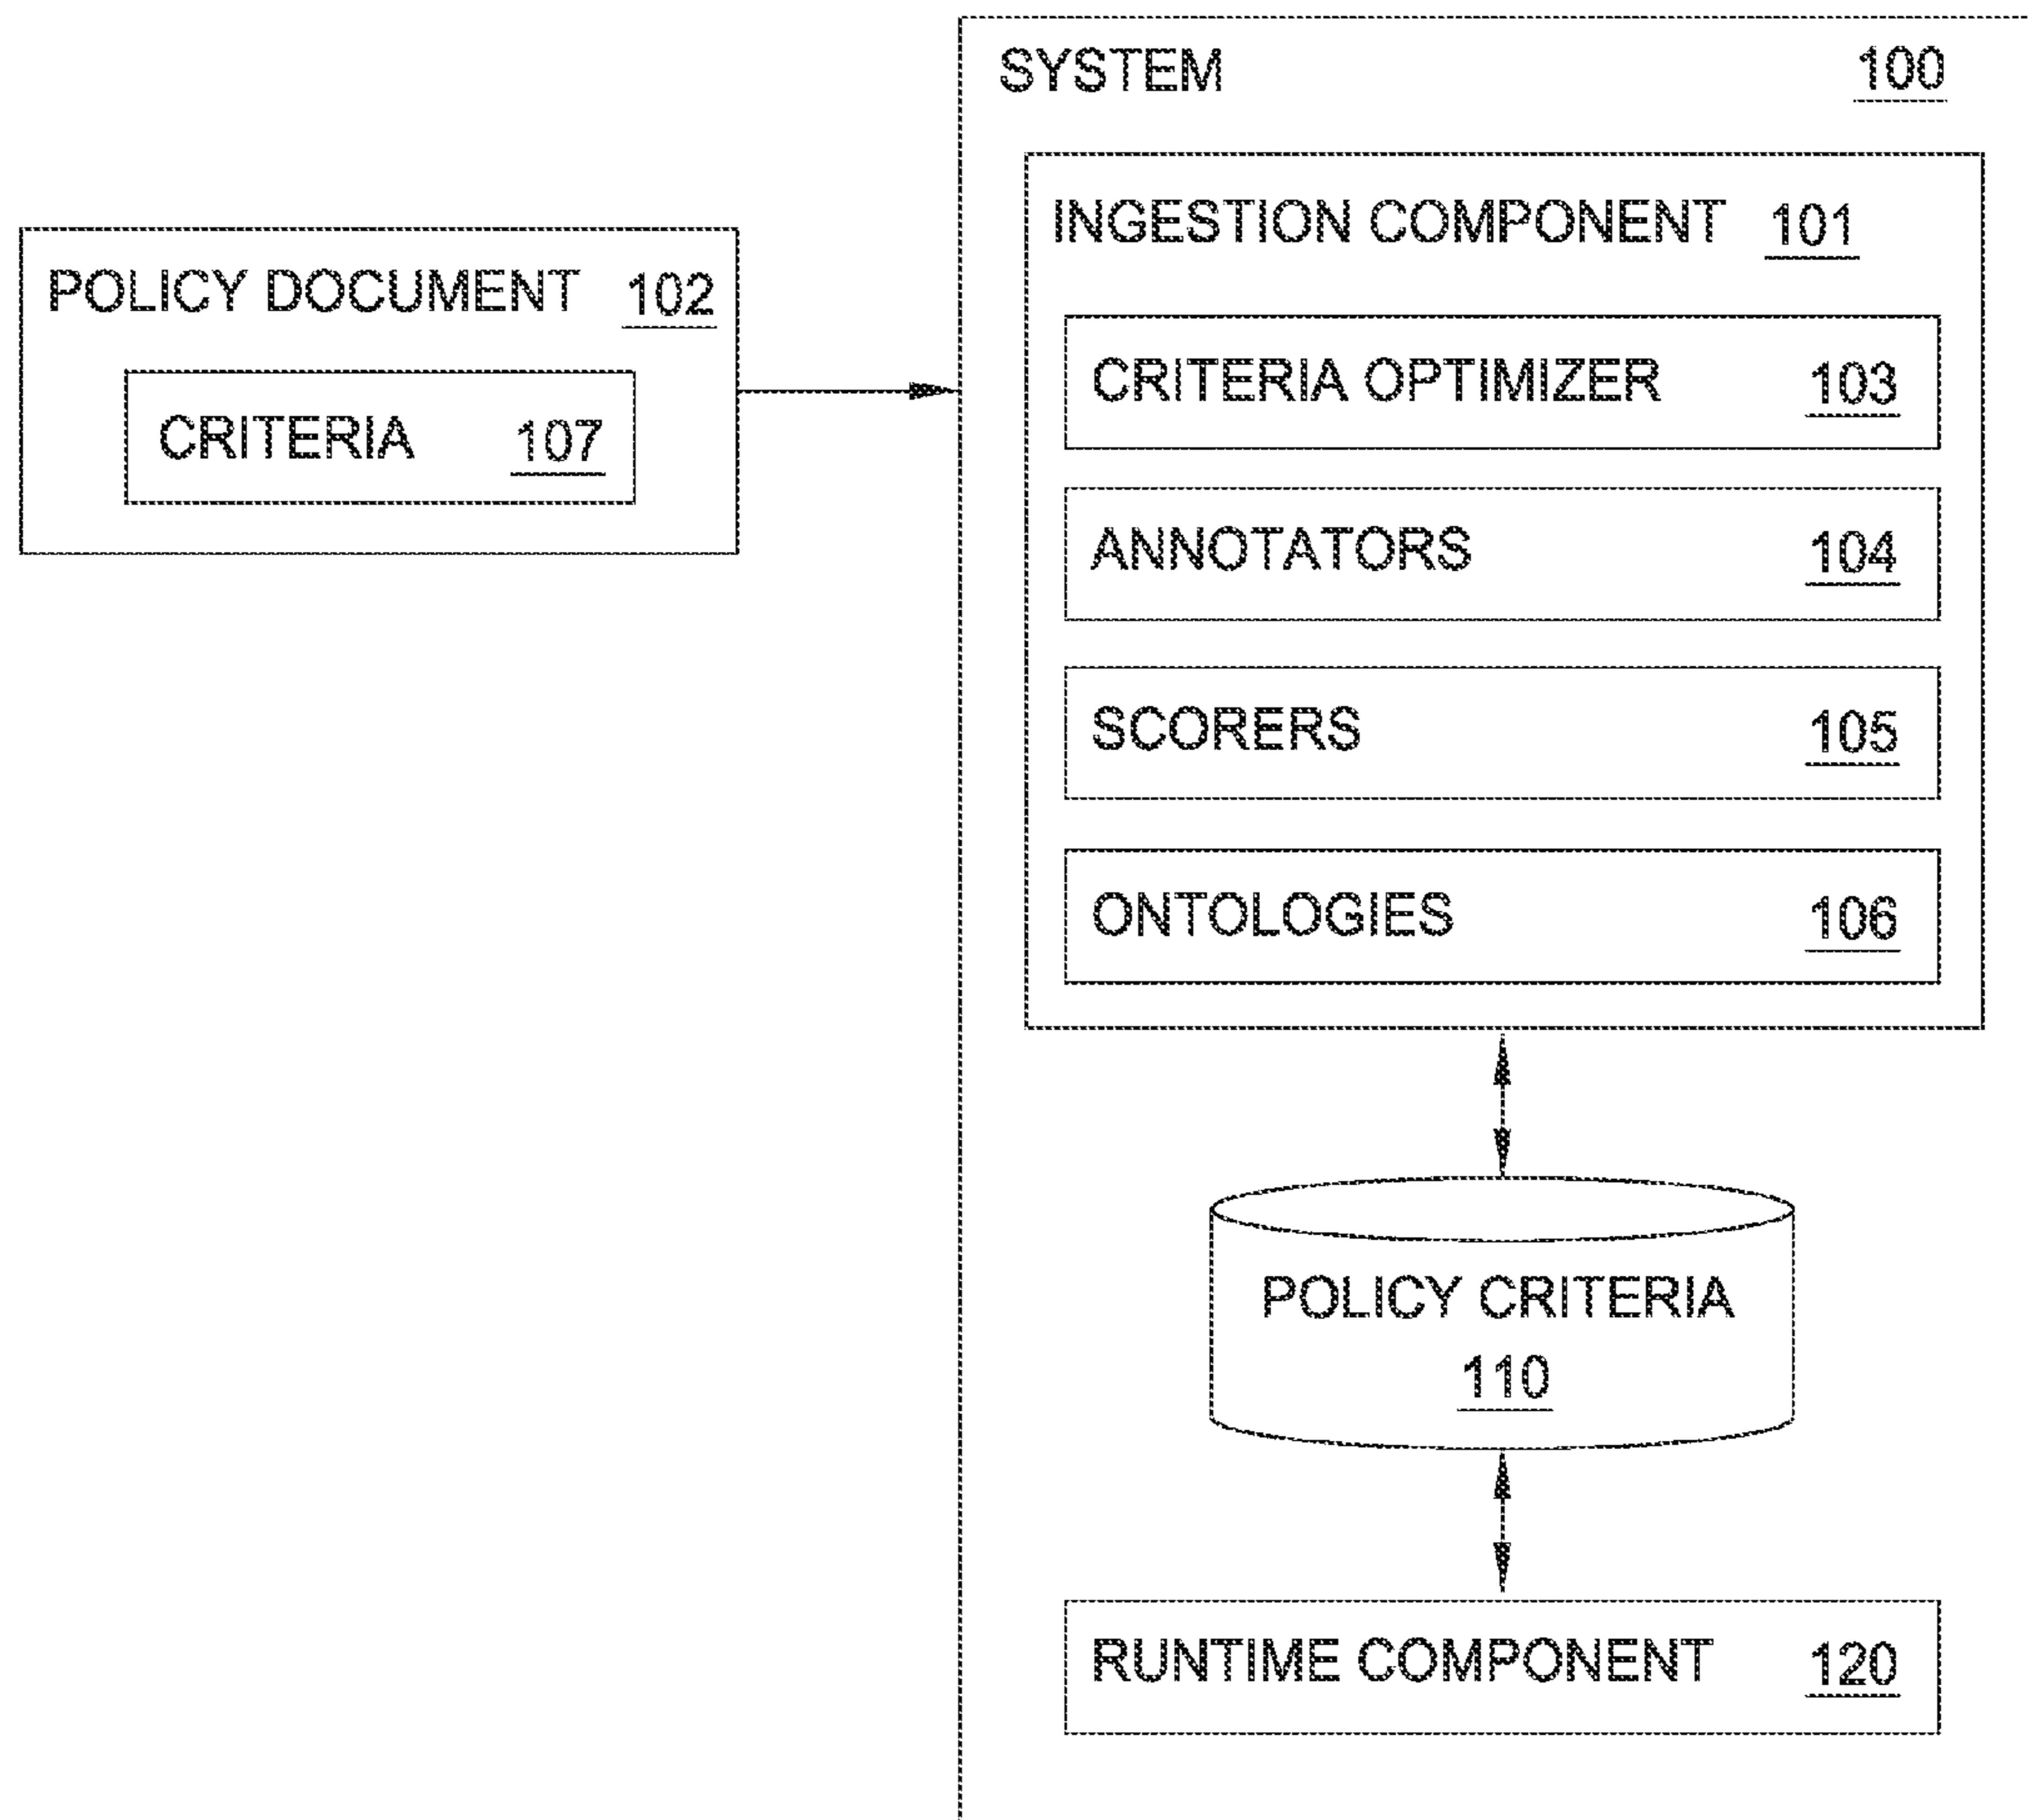 SYSTEM 100
INGESTION COMPONENT 101
POLICY DOCUMENT 102
CRITERIA 107
CRITERIA OPTIMIZER 103
ANNOTATORS 104
SCORERS 105
ONTOLOGIES 106
POLICY CRITERIA
110
RUNTIME COMPONENT 120